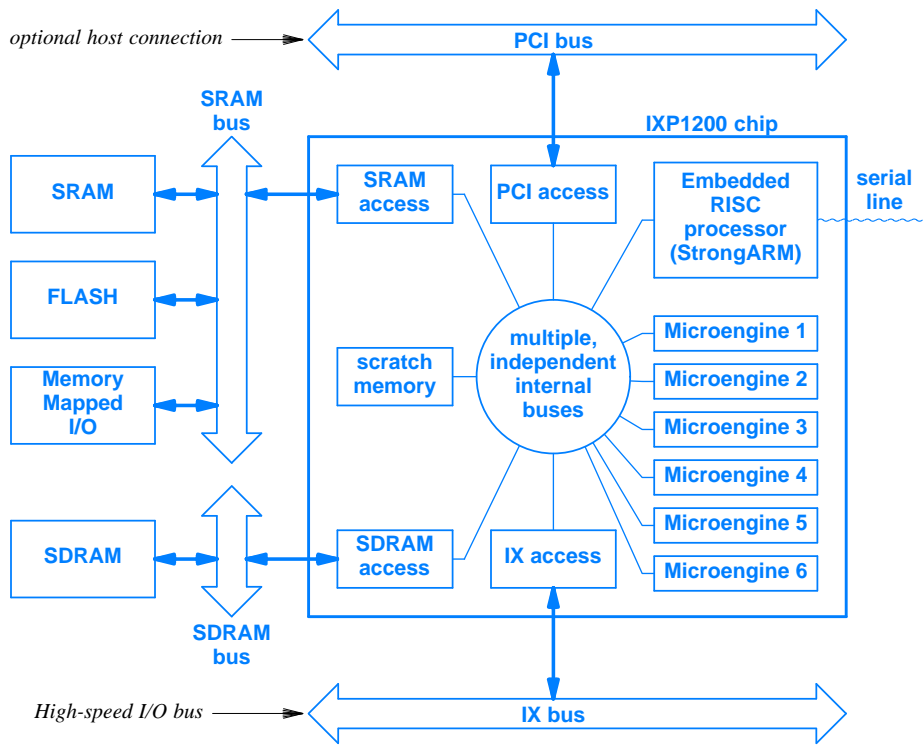 optional host connection
PCI bus
SRAM
bus
IXP1200 chip
SRAM
SRAM
access
PCI access
Embedded
RISC
processor
(StrongARM)
serial
line
FLASH
multiple,
independent
internal
buses
Microengine 1
scratch
memory
Microengine 2
Memory
Mapped
I/O
Microengine 3
Microengine 4
Microengine 5
SDRAM
SDRAM
access
IX access
Microengine 6
SDRAM
bus
High-speed I/O bus
IX bus